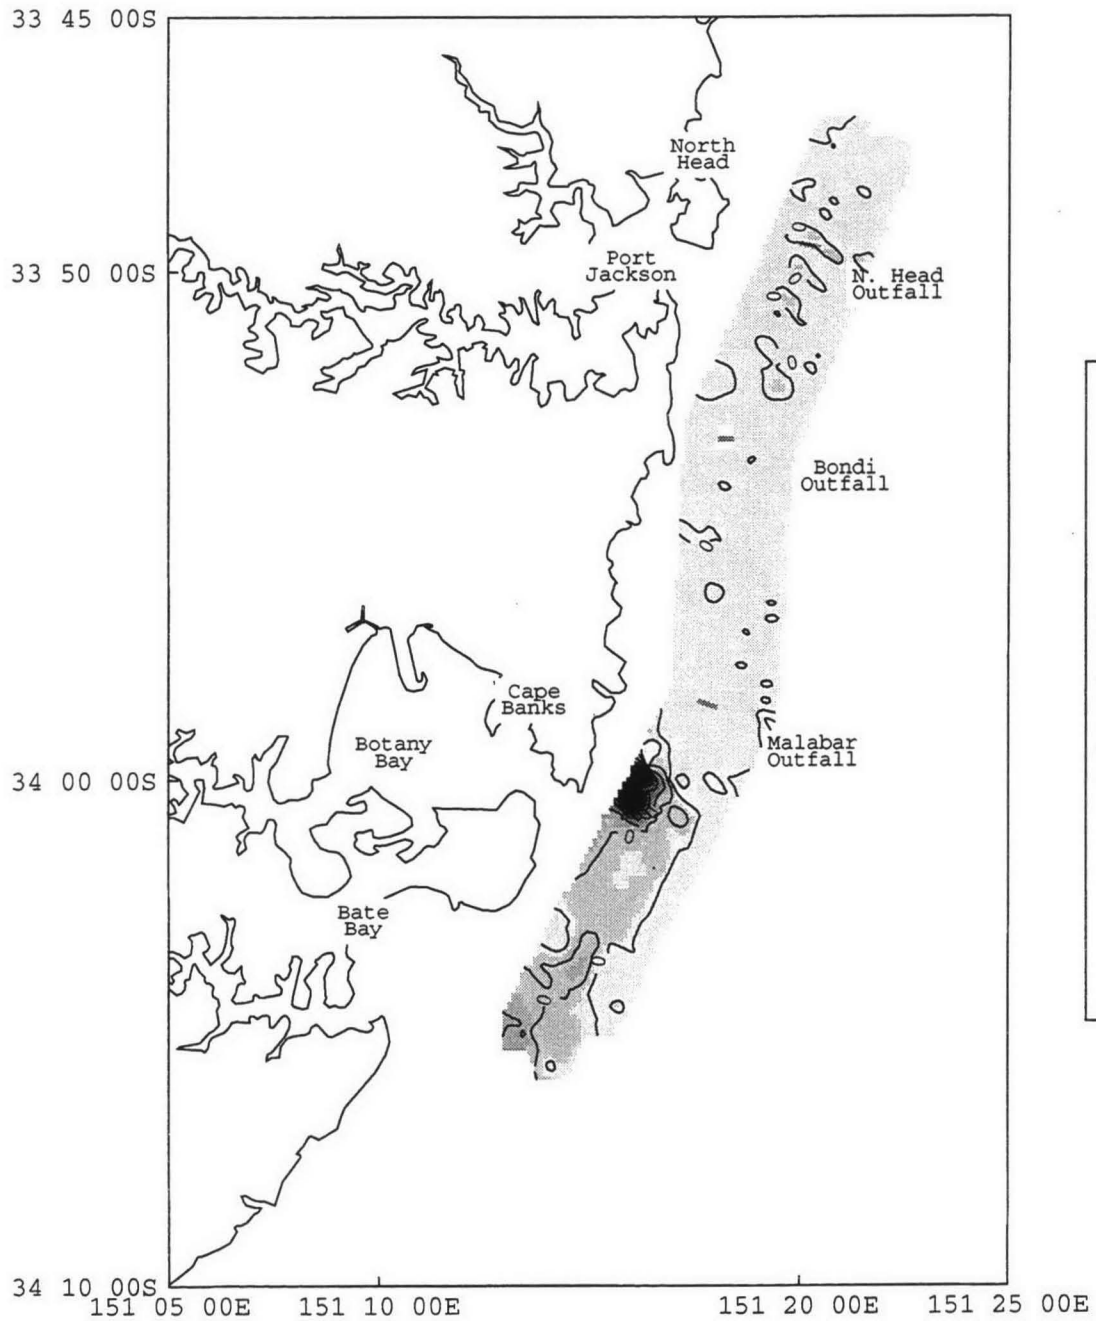 33 45 00S
North
Head
33 50 00S
Port
Jackson
N. Head
Outfall
Bondi
Outfall
Cape
Banks
Botany
Bay
Malabar
Outfall
34 00 00S
Bate
Bay
34 10 00S
151 05 00E 151 10 00E 151 20 00E 151 25 00E